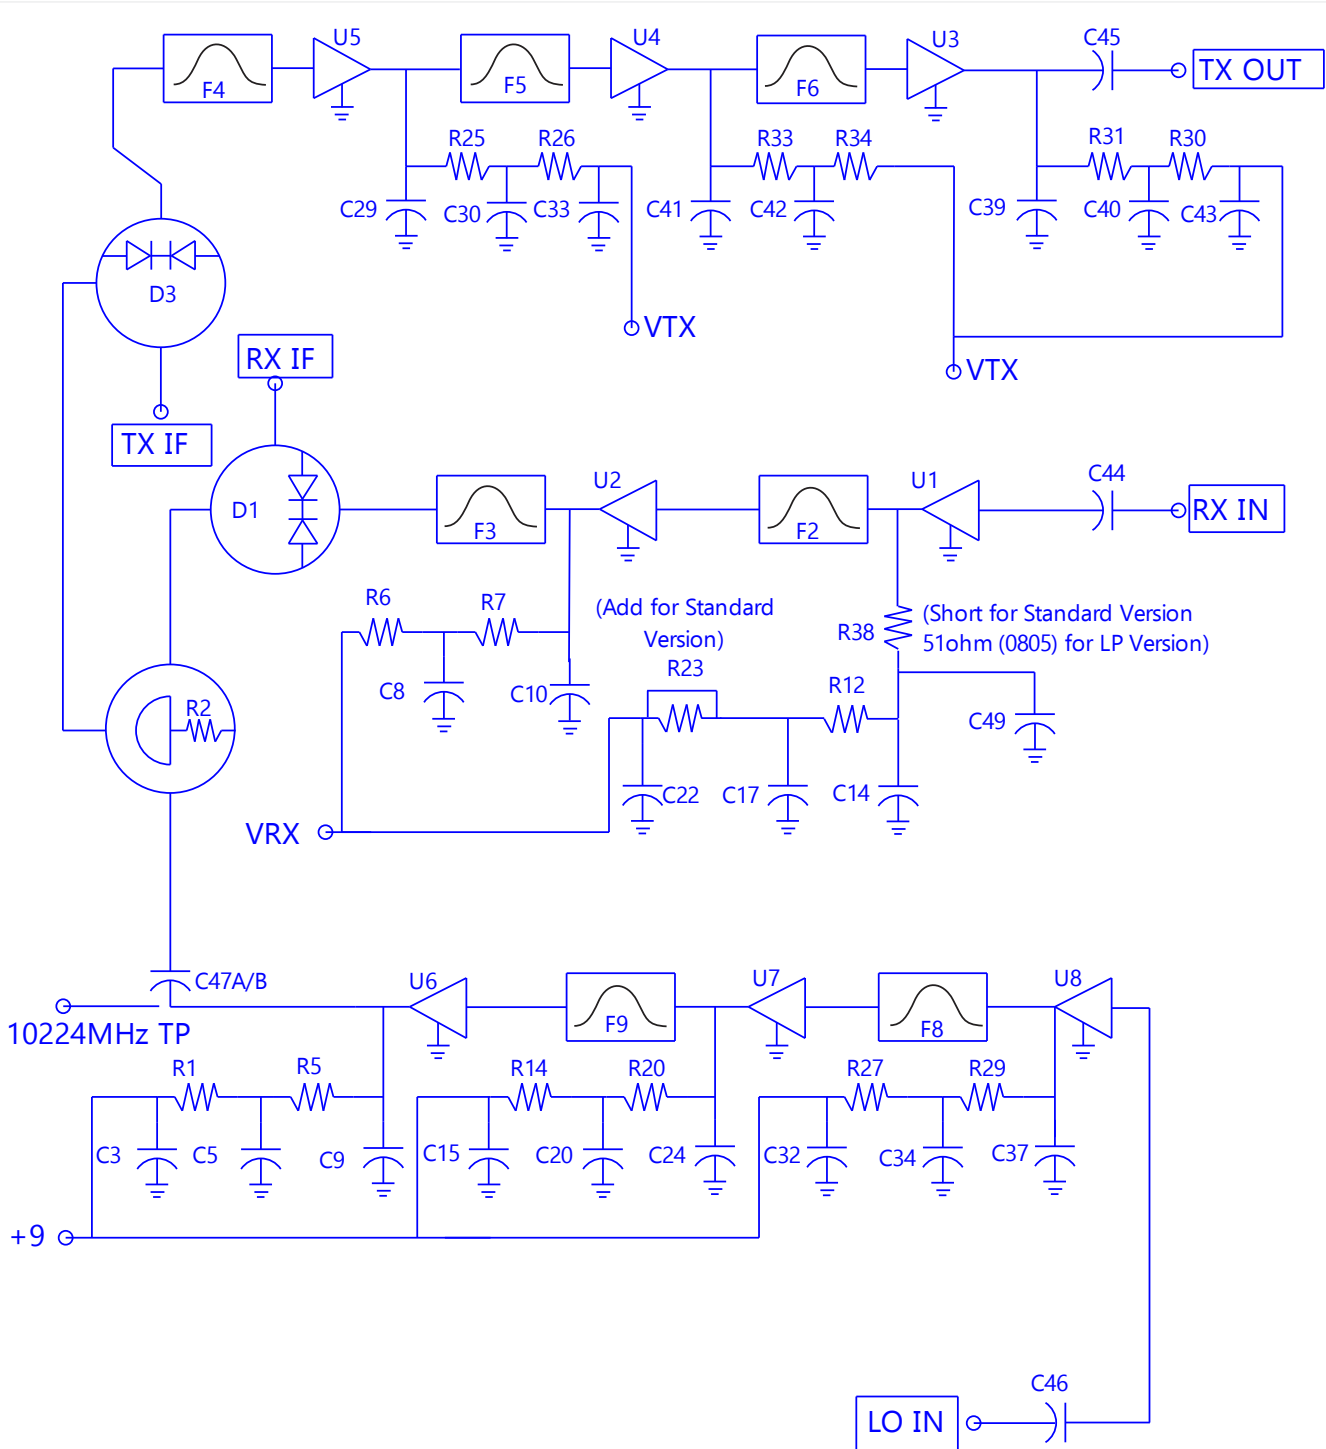 U5
U4
U3
C45
TX OUT
F4
F5
F6
R25
R26
R33
R34
R31
R30
C29
C30
C33
C41
C42
C39
C40
C43
D3
VTX
VTX
RX IF
TX IF
D1
F3
U2
F2
U1
C44
RX IN
R6
R7
(Add for Standard
Version)
R23
R38
(Short for Standard Version
51ohm (0805) for LP Version)
C8
C10
R12
C49
R2
C22
C17
C14
VRX
C47A/B
U6
F9
U7
F8
U8
10224MHz TP
R1
R5
R14
R20
R27
R29
C3
C5
C9
C15
C20
C24
C32
C34
C37
+9
C46
LO IN